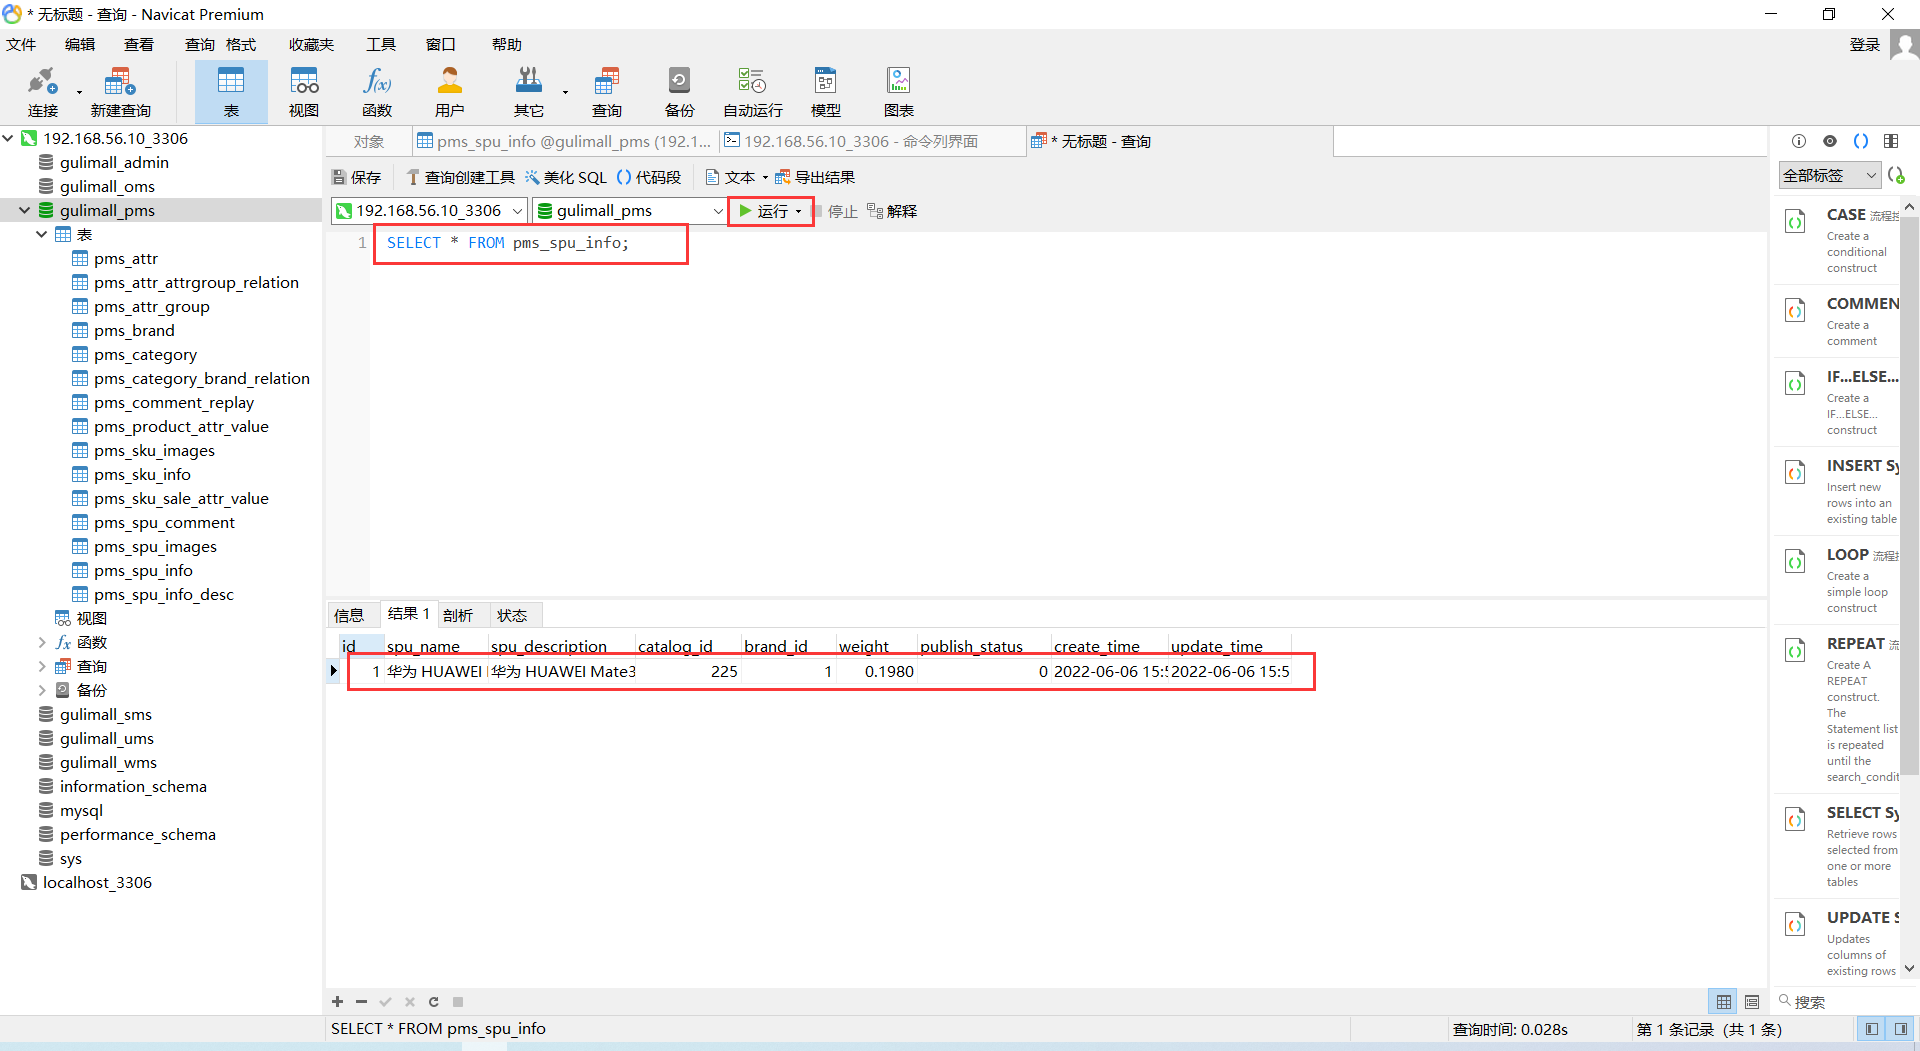 * 无标题 - 查询 - Navicat Premium
文件 编辑 查看 查询 格式 收藏夹 工具 窗口 帮助 登录
连接 新建查询 表 视图 函数 用户 其它 查询 备份 自动运行 模型 图表
192.168.56.10_3306
gulimall_admin
gulimall_oms
gulimall_pms
表
pms_attr
pms_attr_attrgroup_relation
pms_attr_group
pms_brand
pms_category
pms_category_brand_relation
pms_comment_replay
pms_product_attr_value
pms_sku_images
pms_sku_info
pms_sku_sale_attr_value
pms_spu_comment
pms_spu_images
pms_spu_info
pms_spu_info_desc
视图
函数
查询
备份
gulimall_sms
gulimall_ums
gulimall_wms
information_schema
mysql
performance_schema
sys
localhost_3306
对象 pms_spu_info @gulimall_pms (192.1... 192.168.56.10_3306 - 命令列界面 * 无标题 - 查询
保存 查询创建工具 美化 SQL 代码段 文本 导出结果
192.168.56.10_3306 gulimall_pms 运行 停止 解释
1 SELECT * FROM pms_spu_info;
信息 结果 1 剖析 状态
id spu_name spu_description catalog_id brand_id weight publish_status create_time update_time
1 华为 HUAWEI 华为 HUAWEI Mate3 225 1 0.1980 0 2022-06-06 15:5 2022-06-06 15:5
全部标签
CASE 流程控
Create a
conditional
construct
COMMEN
Create a
comment
IF...ELSE...
Create a
IF...ELSE...
construct
INSERT Sy
Insert new
rows into an
existing table
LOOP 流程控
Create a
simple loop
construct
REPEAT 流
Create A
REPEAT
construct.
The
Statement list
is repeated
until the
search_condit
SELECT Sy
Retrieve rows
selected from
one or more
tables
UPDATE S
Updates
columns of
existing rows
搜索
SELECT * FROM pms_spu_info 查询时间: 0.028s 第 1 条记录 (共 1 条)